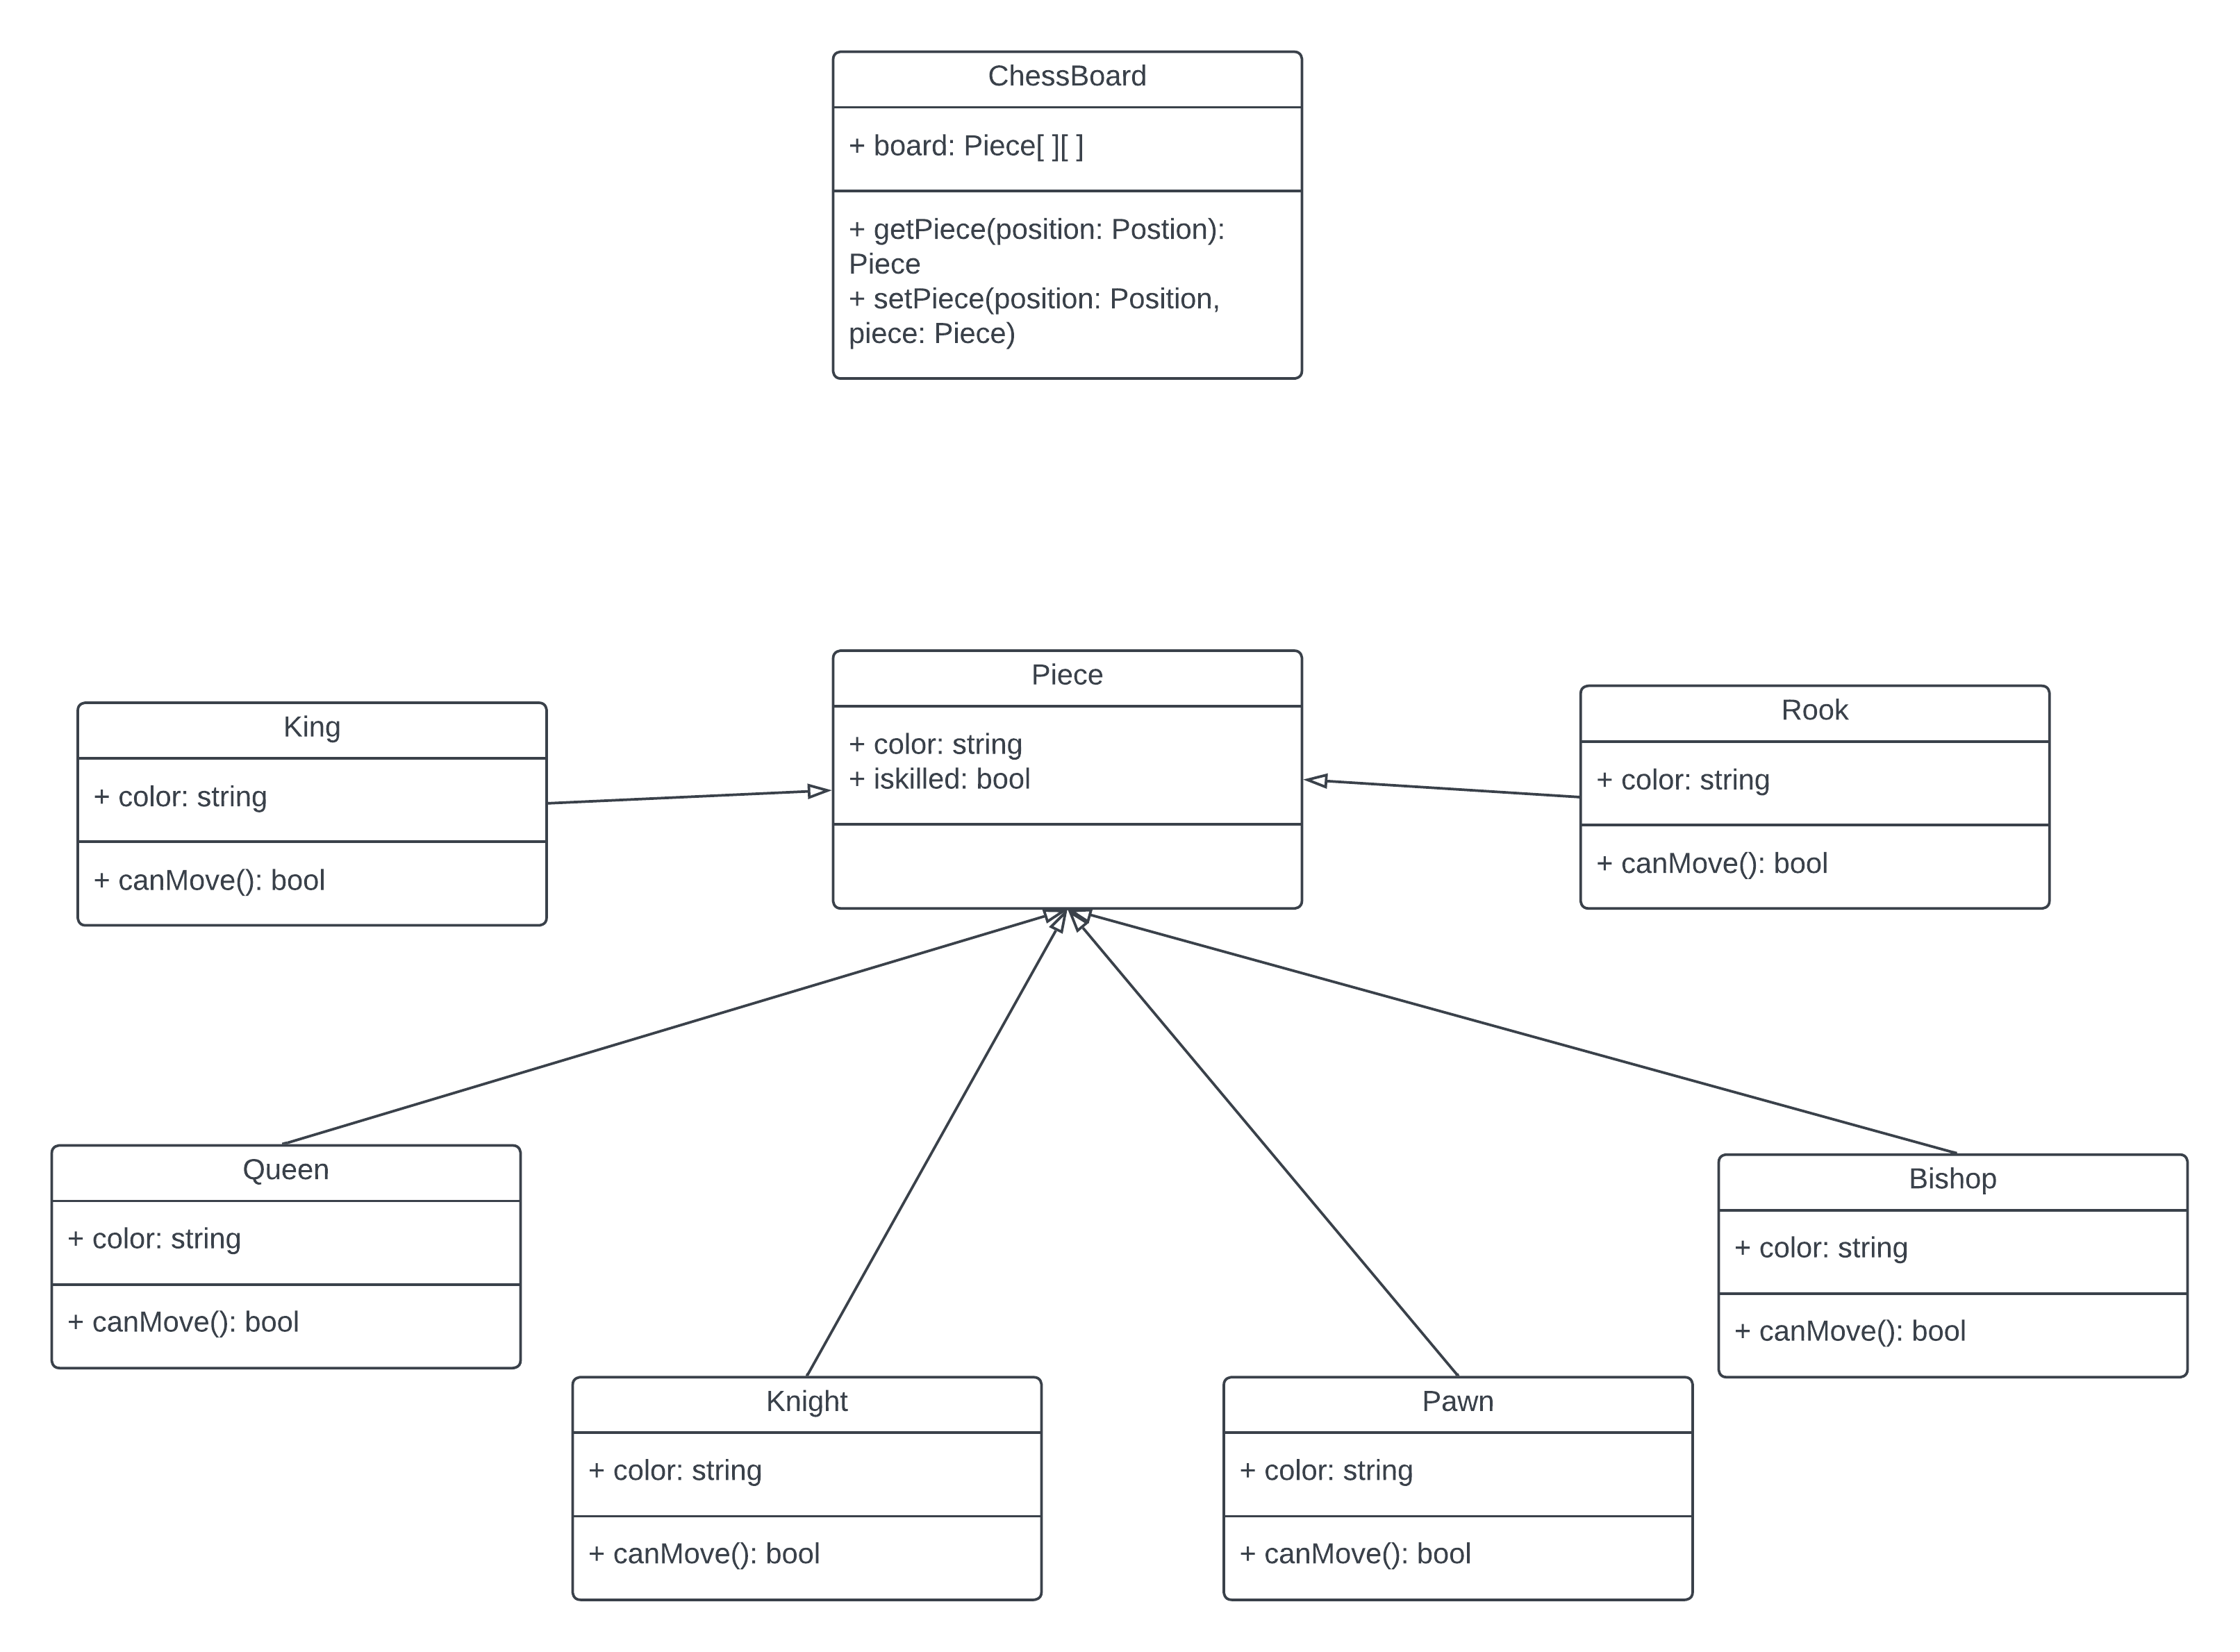 ChessBoard
+ board: Piece[ ][ ]
+ getPiece(position: Postion):
Piece
+ setPiece(position: Position,
piece: Piece)
Piece
+ color: string
+ iskilled: bool
King
+ color: string
+ canMove(): bool
Rook
+ color: string
+ canMove(): bool
Queen
+ color: string
+ canMove(): bool
Knight
+ color: string
+ canMove(): bool
Pawn
+ color: string
+ canMove(): bool
Bishop
+ color: string
+ canMove(): bool